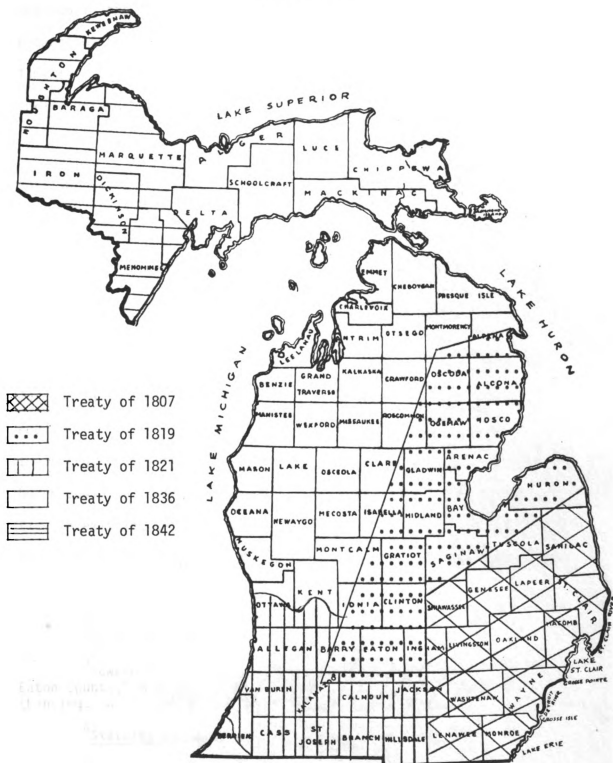 KEWEENAW
HOUGHTON
BARAGA
LAKE SUPERIOR
ALGER
LUCE
MARQUETTE
CHIPPEWA
IRON
SCHOOLCRAFT
MACKINAC
DICKINSON
DELTA
MENOMINEE
EMMET
CHEBOYGAN
PRESQUE ISLE
LAKE HURON
CHARLEVOIX
OTSEGO
MONTMORENCY
ALPENA
LEELANAU
ANTRIM
LAKE MICHIGAN
BENZIE
GRAND
TRAVERSE
KALKASKA
CRAWFORD
OSCODA
ALCONA
MANISTEE
WEXFORD
MISSAUKEE
ROSCOMMON
OGEMAW
IOSCO
Treaty of 1807
Treaty of 1819
Treaty of 1821
Treaty of 1836
Treaty of 1842
MASON
LAKE
OSCEOLA
CLARE
GLADWIN
ARENAC
HURON
OCEANA
NEWAYGO
MECOSTA
ISABELLA
MIDLAND
BAY
MUSKEGON
MONTCALM
GRATIOT
SAGINAW
TUSCOLA
SANILAC
KENT
OTTAWA
IONIA
CLINTON
SHIAWASSEE
GENESEE
LAPEER
ST. CLAIR
ST. CLAIR RIVER
MACOMB
ALLEGAN
BARRY
EATON
INGHAM
LIVINGSTON
OAKLAND
LAKE
ST. CLAIR
VAN BUREN
KALAMAZOO
CALHOUN
JACKSON
WASHTENAW
WAYNE
GROSSE ISLE
BERRIEN
CASS
ST
JOSEPH
BRANCH
HILLSDALE
LENAWEE
MONROE
LAKE ERIE